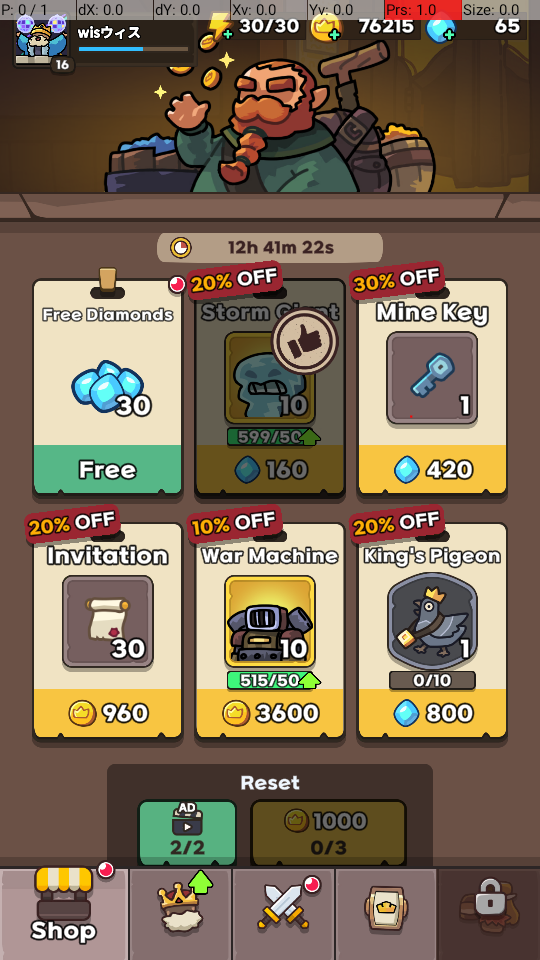 P: 0 / 1 dX: 0.0 dY: 0.0 Xv: 0.0 Yv: 0.0 Prs: 1.0 Size: 0.0
wisウィス
16
30/30
76215
65
12h 41m 22s
Free Diamonds
30
Free
20% OFF
Storm Giant
10
599/50
160
30% OFF
Mine Key
1
420
20% OFF
Invitation
30
960
10% OFF
War Machine
10
515/50
3600
20% OFF
King's Pigeon
1
0/10
800
Reset
AD
2/2
1000
0/3
Shop